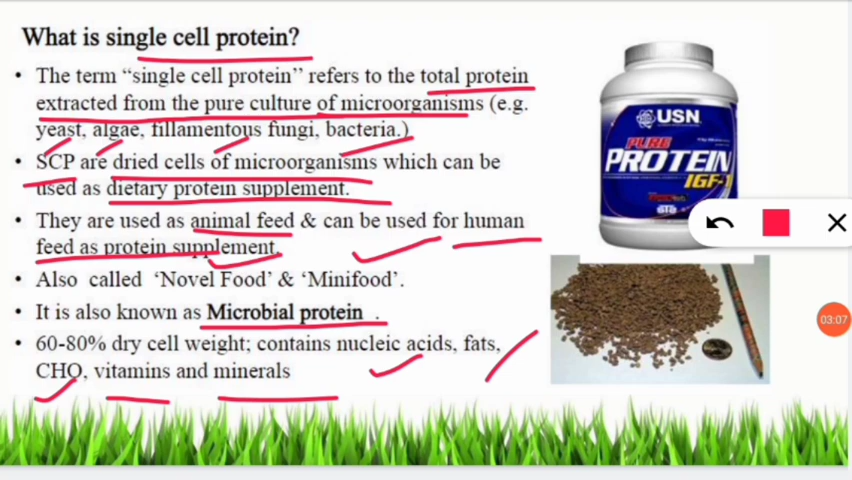 What is single cell protein?
• The term “single cell protein” refers to the total protein
extracted from the pure culture of microorganisms (e.g.
yeast, algae, fillamentous fungi, bacteria.)
• SCP are dried cells of microorganisms which can be
used as dietary protein supplement.
• They are used as animal feed & can be used for human
feed as protein supplement.
• Also called ‘Novel Food’ & ‘Minifood’.
• It is also known as Microbial protein .
• 60-80% dry cell weight; contains nucleic acids, fats,
CHO, vitamins and minerals
USN
PURE
PROTEIN
IGF-1
03:07